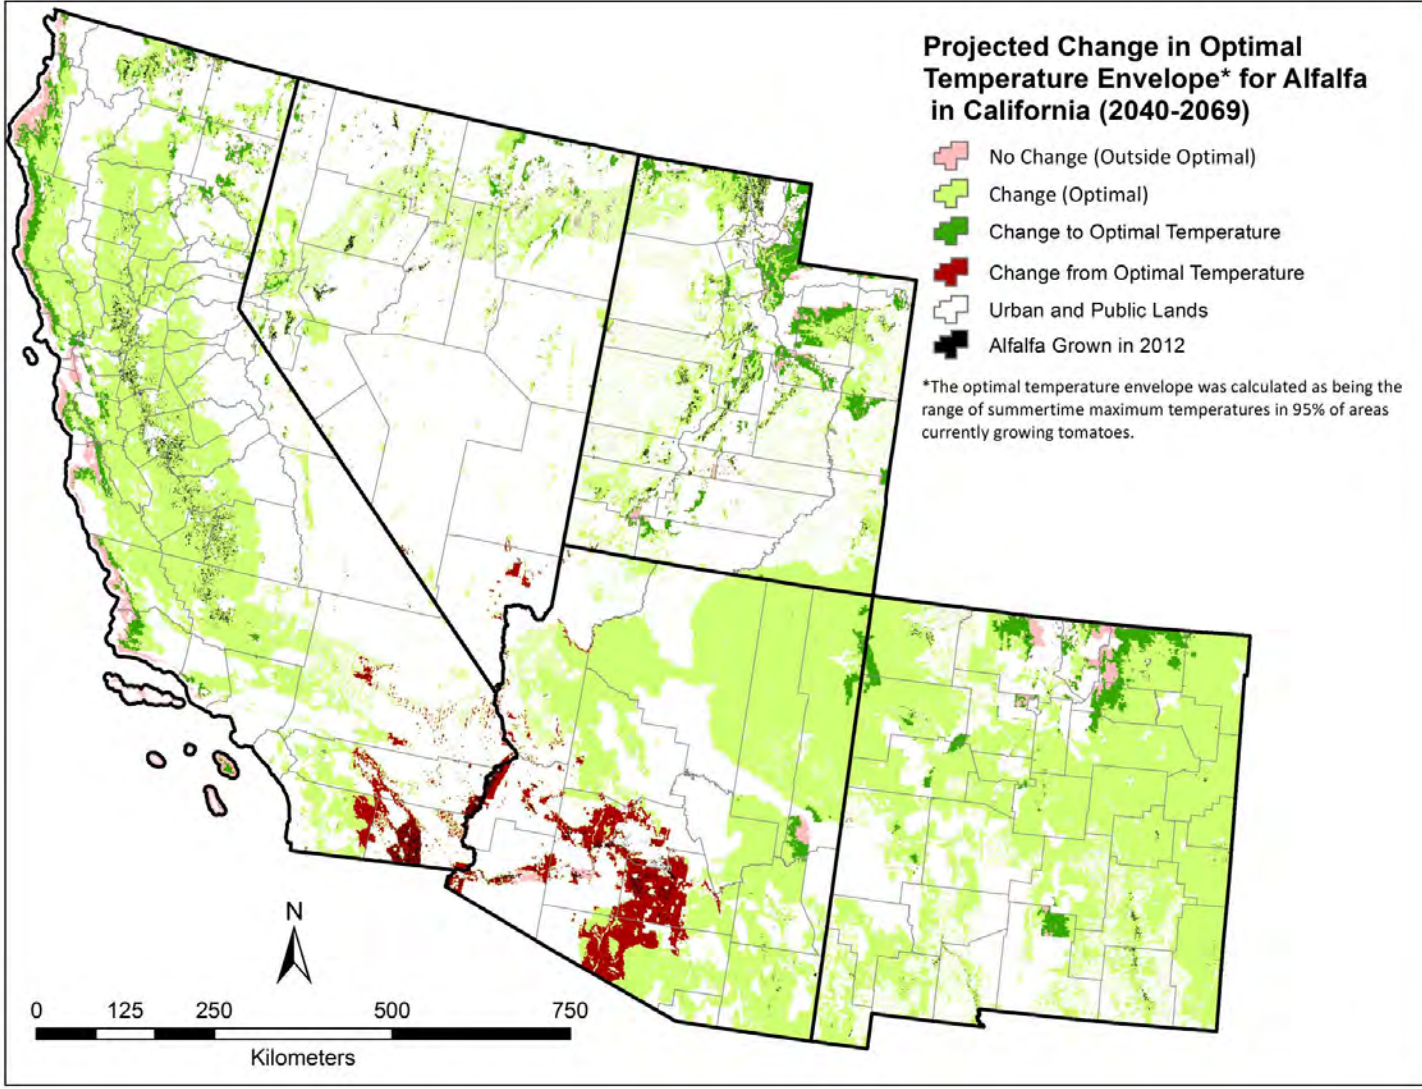 Projected Change in Optimal
Temperature Envelope* for Alfalfa
in California (2040-2069)
No Change (Outside Optimal)
Change (Optimal)
Change to Optimal Temperature
Change from Optimal Temperature
Urban and Public Lands
Alfalfa Grown in 2012
*The optimal temperature envelope was calculated as being the
range of summertime maximum temperatures in 95% of areas
currently growing tomatoes.
N
0 125 250 500 750
Kilometers